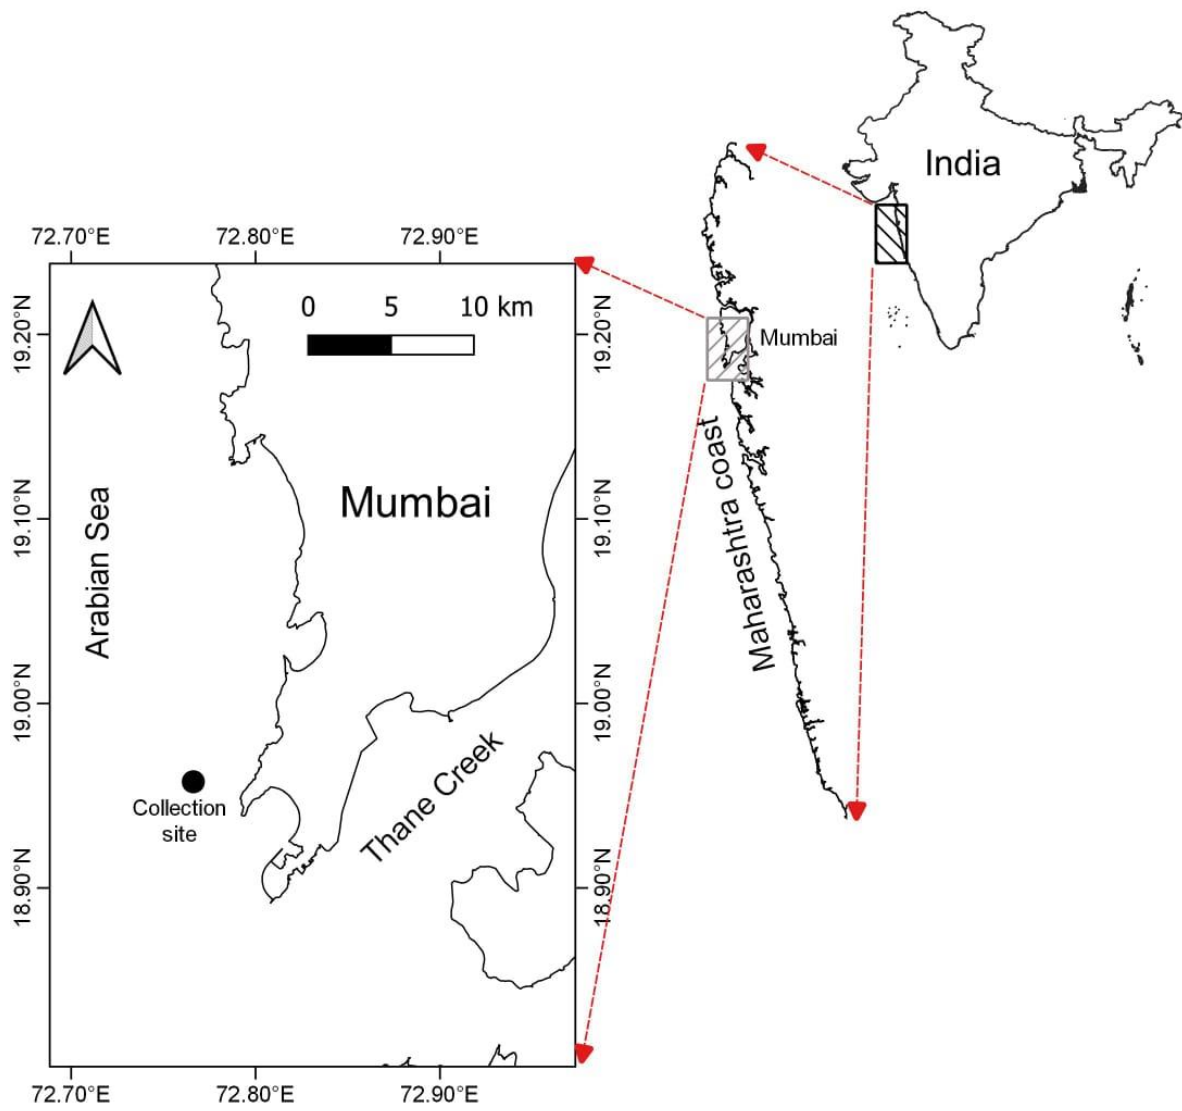 India
72.70°E 72.80°E 72.90°E
0 5 10 km
19.20°N
19.20°N
Mumbai
Mumbai
19.10°N
19.10°N
Arabian Sea
Maharashtra coast
19.00°N
19.00°N
Collection
site
Thane Creek
18.90°N
18.90°N
72.70°E 72.80°E 72.90°E